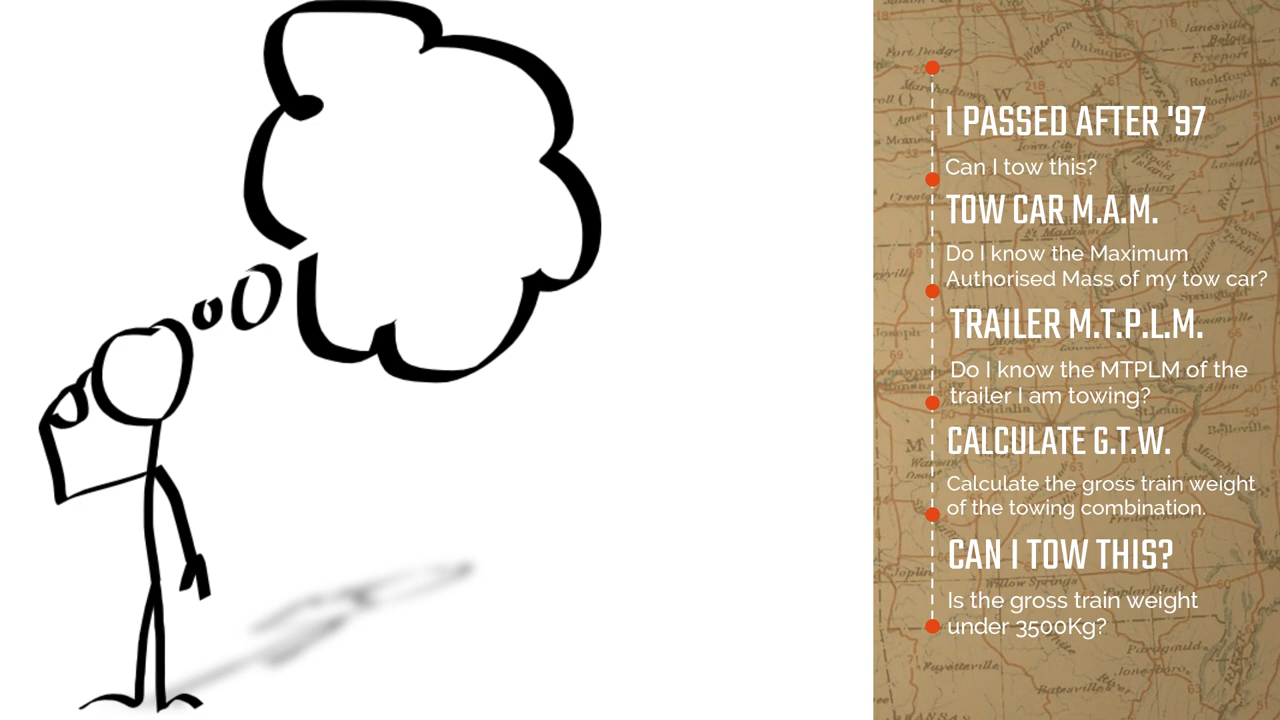 I PASSED AFTER '97
Can I tow this?
TOW CAR M.A.M.
Do I know the Maximum
Authorised Mass of my tow car?
TRAILER M.T.P.L.M.
Do I know the MTPLM of the
trailer I am towing?
CALCULATE G.T.W.
Calculate the gross train weight
of the towing combination.
CAN I TOW THIS?
Is the gross train weight
under 3500Kg?